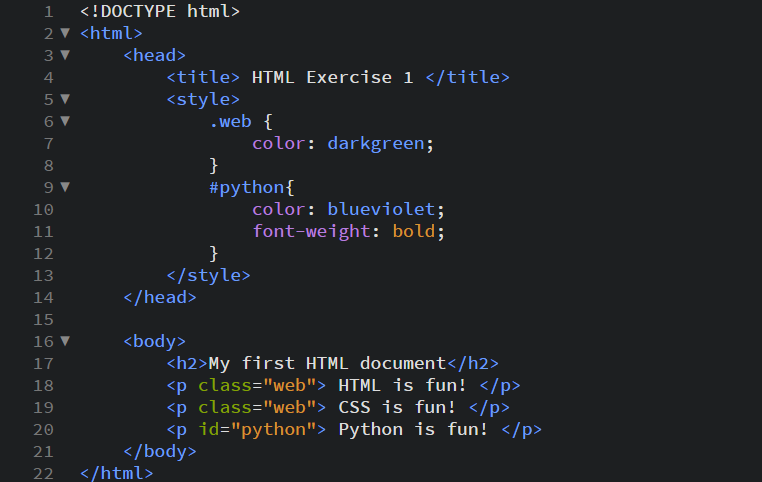 1 <!DOCTYPE html>
2 <html>
3 <head>
4 <title> HTML Exercise 1 </title>
5 <style>
6 .web {
7 color: darkgreen;
8 }
9 #python{
10 color: blueviolet;
11 font-weight: bold;
12 }
13 </style>
14 </head>
15
16 <body>
17 <h2>My first HTML document</h2>
18 <p class="web"> HTML is fun! </p>
19 <p class="web"> CSS is fun! </p>
20 <p id="python"> Python is fun! </p>
21 </body>
22 </html>